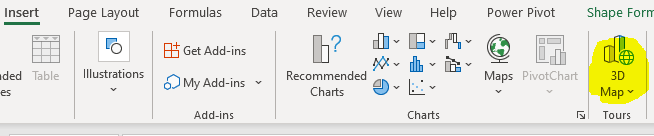 Insert Page Layout Formulas Data Review View Help Power Pivot Shape Form
nded
es
Table
Illustrations
Get Add-ins
My Add-ins
Add-ins
Recommended
Charts
Maps
PivotChart
Charts
3D
Map
Tours